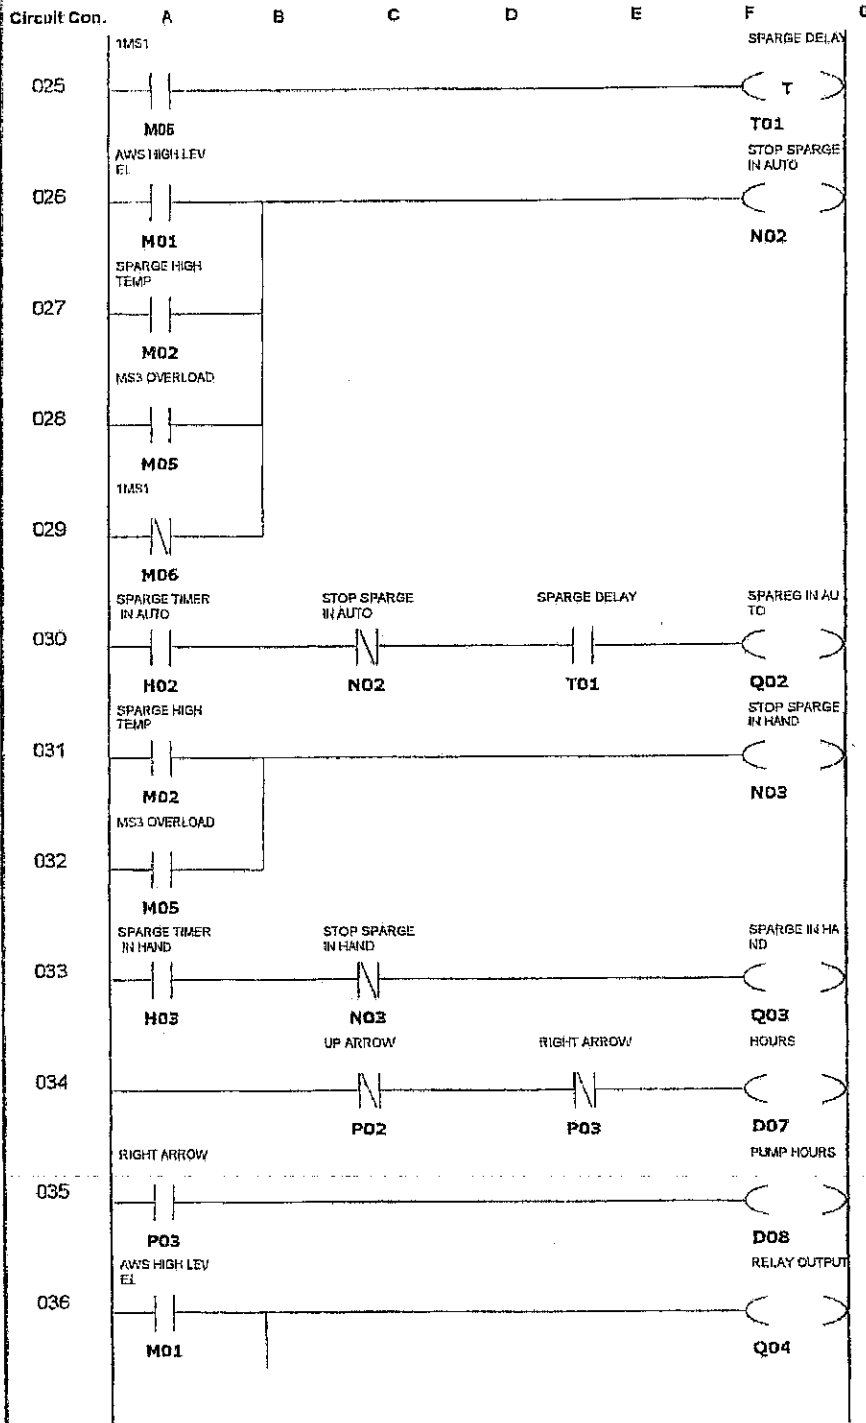 Circuit Con. A B C D E F
1MS1 SPARGE DELAY
025 T
M06 T01
AWS HIGH LEV STOP SPARGE
EL IN AUTO
026
M01 N02
SPARGE HIGH
TEMP
027
M02
MS3 OVERLOAD
028
M05
1MS1
029
M06
SPARGE TIMER STOP SPARGE SPARGE DELAY SPAREG IN AU
IN AUTO IN AUTO TO
030
H02 N02 T01 Q02
SPARGE HIGH STOP SPARGE
TEMP IN HAND
031
M02 N03
MS3 OVERLOAD
032
M05
SPARGE TIMER STOP SPARGE SPARGE IN HA
IN HAND IN HAND ND
033
H03 N03 Q03
UP ARROW RIGHT ARROW HOURS
034
P02 P03 D07
RIGHT ARROW PUMP HOURS
035
P03 D08
AWS HIGH LEV RELAY OUTPUT
EL
036
M01 Q04